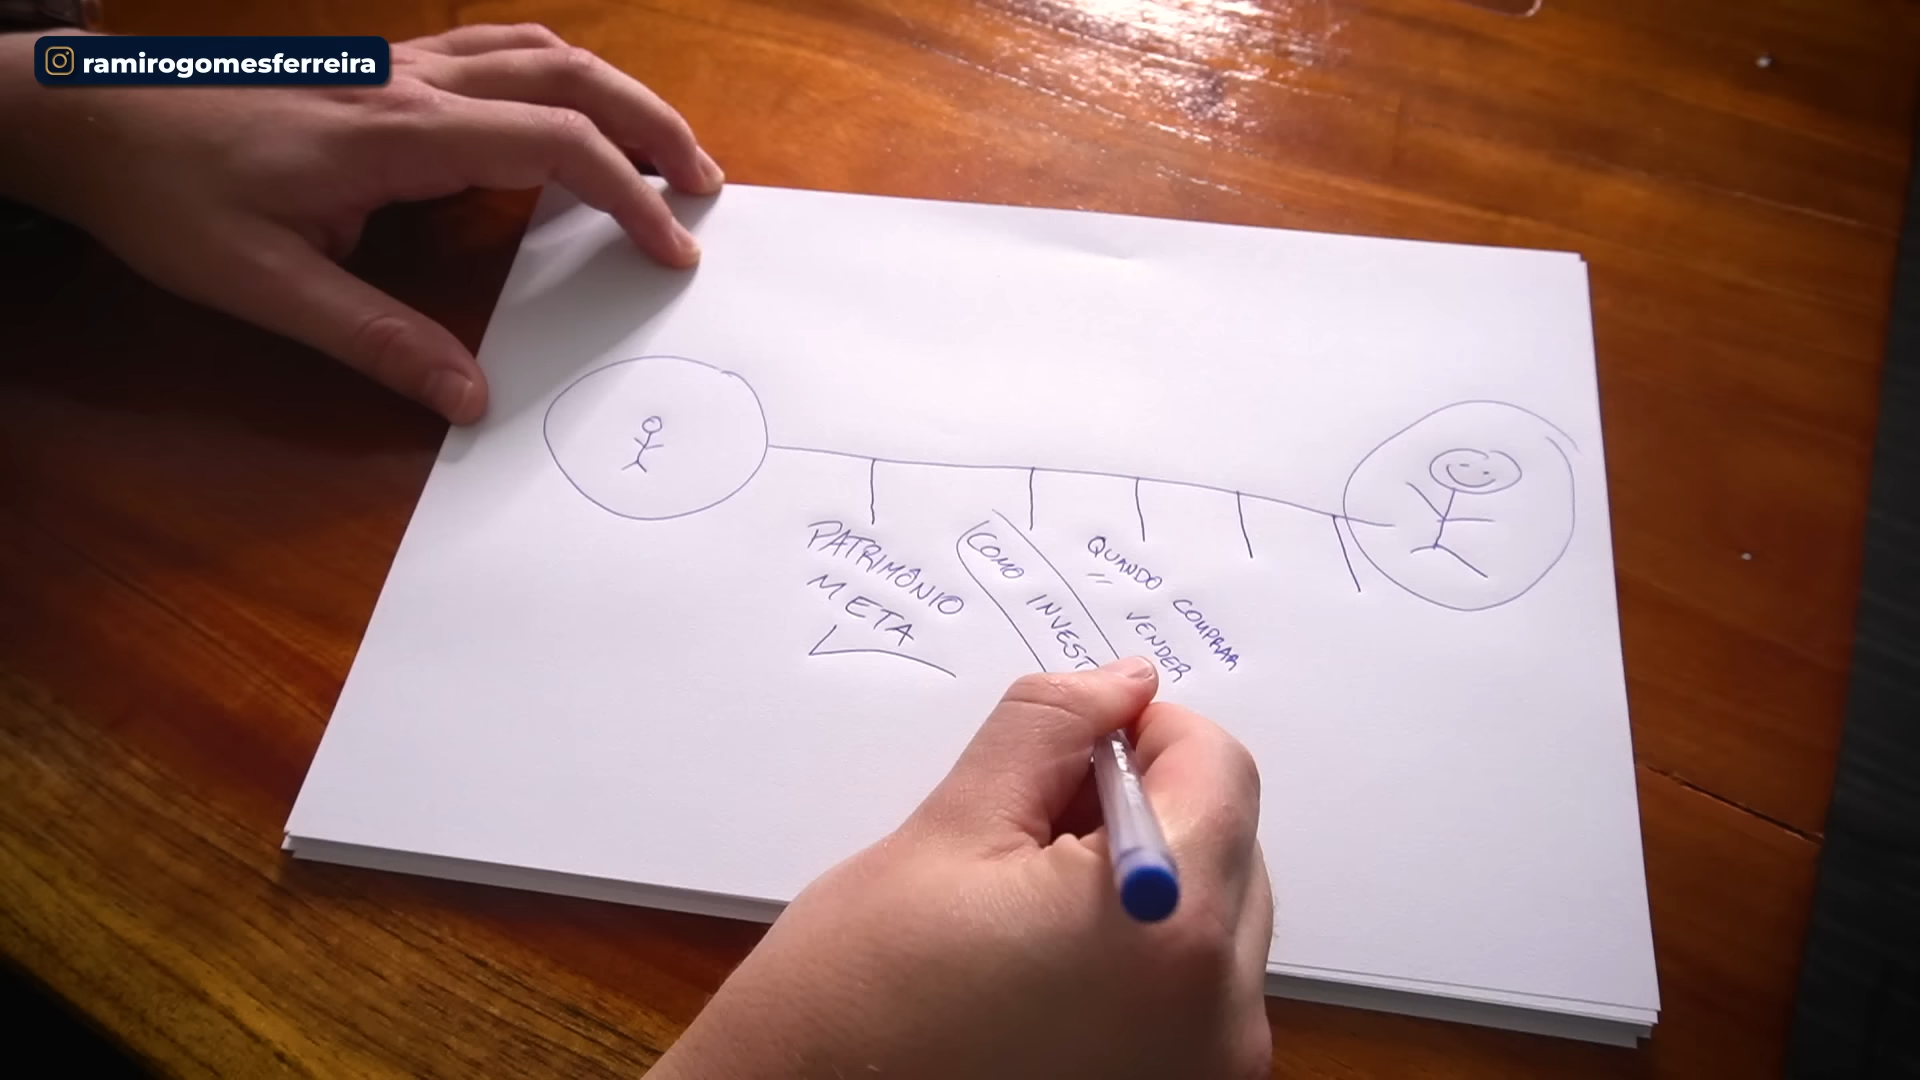 ramirogomesferreira
PATRIMÔNIO
META
COMO INVEST
QUANDO COMPRAR
" VENDER